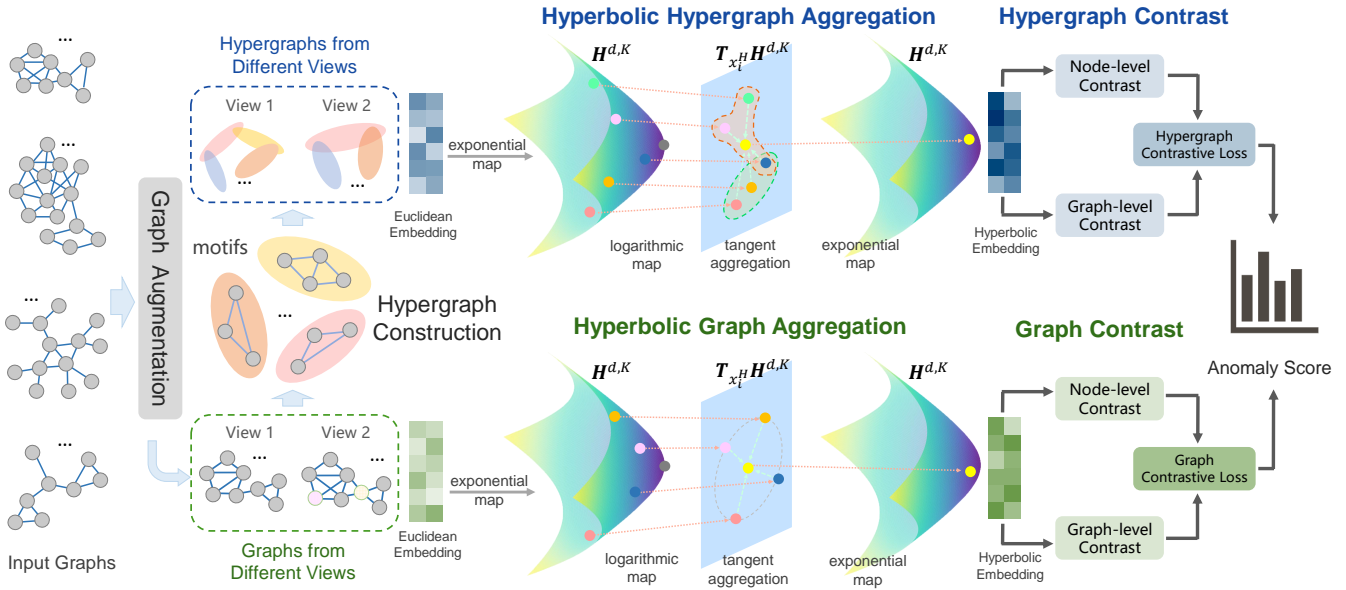 Hyperbolic Hypergraph Aggregation
Hypergraph Contrast
...
Hypergraphs from
Different Views
View 1
View 2
...
...
Euclidean
Embedding
exponential
map
H^{d,K}
T_{x_i^H}H^{d,K}
H^{d,K}
logarithmic
map
tangent
aggregation
exponential
map
Hyperbolic
Embedding
Node-level
Contrast
Hypergraph
Contrastive Loss
Graph-level
Contrast
...
Graph Augmentation
motifs
...
Hypergraph
Construction
...
Hyperbolic Graph Aggregation
Graph Contrast
Anomaly Score
View 1
View 2
...
...
Graphs from
Different Views
Euclidean
Embedding
exponential
map
H^{d,K}
T_{x_i^H}H^{d,K}
H^{d,K}
logarithmic
map
tangent
aggregation
exponential
map
Hyperbolic
Embedding
Node-level
Contrast
Graph
Contrastive Loss
Graph-level
Contrast
...
Input Graphs